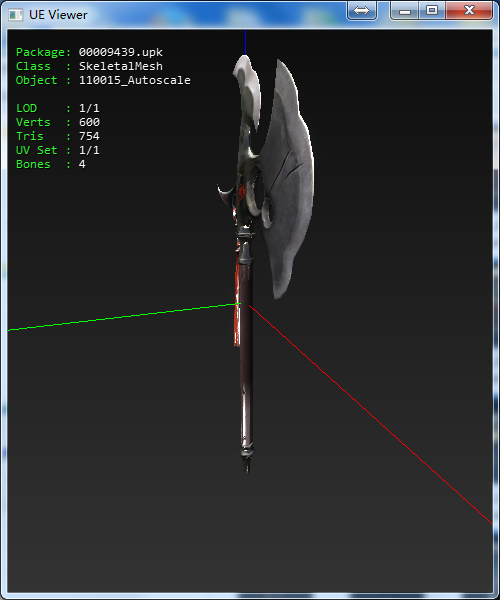 UE Viewer
Package: 00009439.upk
Class  : SkeletalMesh
Object : 110015_Autoscale
LOD    : 1/1
Verts  : 600
Tris   : 754
UV Set : 1/1
Bones  : 4